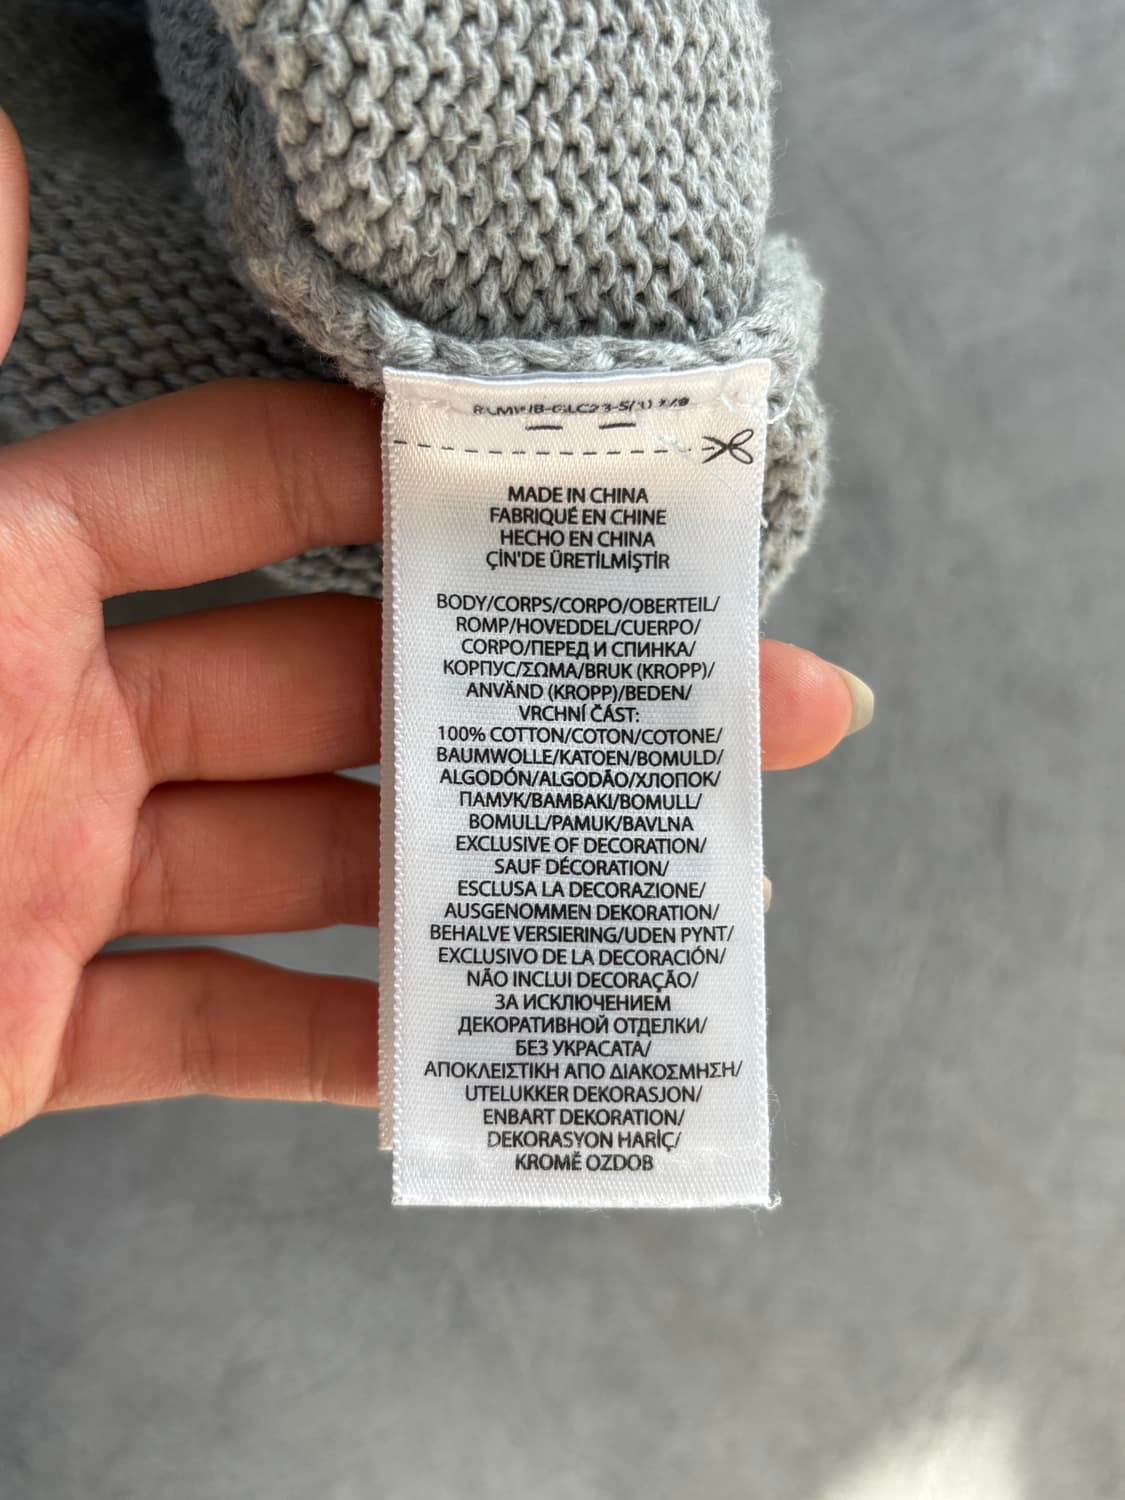 MADE IN CHINA
FABRIQUÉ EN CHINE
HECHO EN CHINA
ÇİN'DE ÜRETİLMİŞTİR
BODY/CORPS/CORPO/OBERTEIL/
ROMP/HOVEDDEL/CUERPO/
CORPO/ПЕРЕД И СПИНКА/
КОРПУС/ΣΩΜΑ/BRUK (KROPP)/
ANVÄND (KROPP)/BEDEN/
VRCHNÍ ČÁST:
100% COTTON/COTON/COTONE/
BAUMWOLLE/KATOEN/BOMULD/
ALGODÓN/ALGODÃO/ХЛОПОК/
ПАМУК/ΒΑΜΒΑΚΙ/BOMULL/
BOMULL/PAMUK/BAVLNA
EXCLUSIVE OF DECORATION/
SAUF DÉCORATION/
ESCLUSA LA DECORAZIONE/
AUSGENOMMEN DEKORATION/
BEHALVE VERSIERING/UDEN PYNT/
EXCLUSIVO DE LA DECORACIÓN/
NÃO INCLUI DECORAÇÃO/
ЗА ИСКЛЮЧЕНИЕМ
ДЕКОРАТИВНОЙ ОТДЕЛКИ/
БЕЗ УКРАСАТА/
ΑΠΟΚΛΕΙΣΤΙΚΗ ΑΠΟ ΔΙΑΚΟΣΜΗΣΗ/
UTELUKKER DEKORASJON/
ENBART DEKORATION/
DEKORASYON HARİÇ/
KROMĚ OZDOB